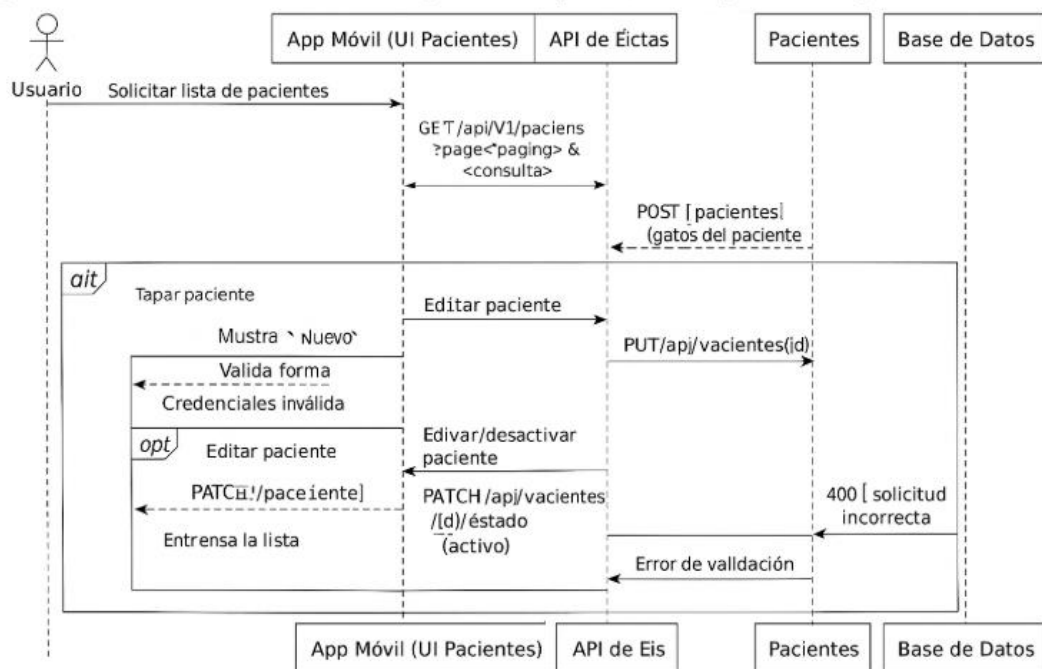 App Móvil (UI Pacientes)
API de Éictas
Pacientes
Base de Datos
Usuario
Solicitar lista de pacientes
GET/api/V1/paciens
?page<*paging> &
<consulta>
POST [ pacientes]
(gatos del paciente
ait
Tapar paciente
Editar paciente
Mustra `Nuevo`
PUT/apj/vacientes(jd)
Valida forma
Credenciales inválida
opt
Editar paciente
Edivar/desactivar
paciente
PATCH!/paceiente]
PATCH/apj/vacientes
/[d)/éstado
(activo)
400 [ solicitud
incorrecta
Entrensa la lista
Error de valldación
App Móvil (UI Pacientes)
API de Eis
Pacientes
Base de Datos